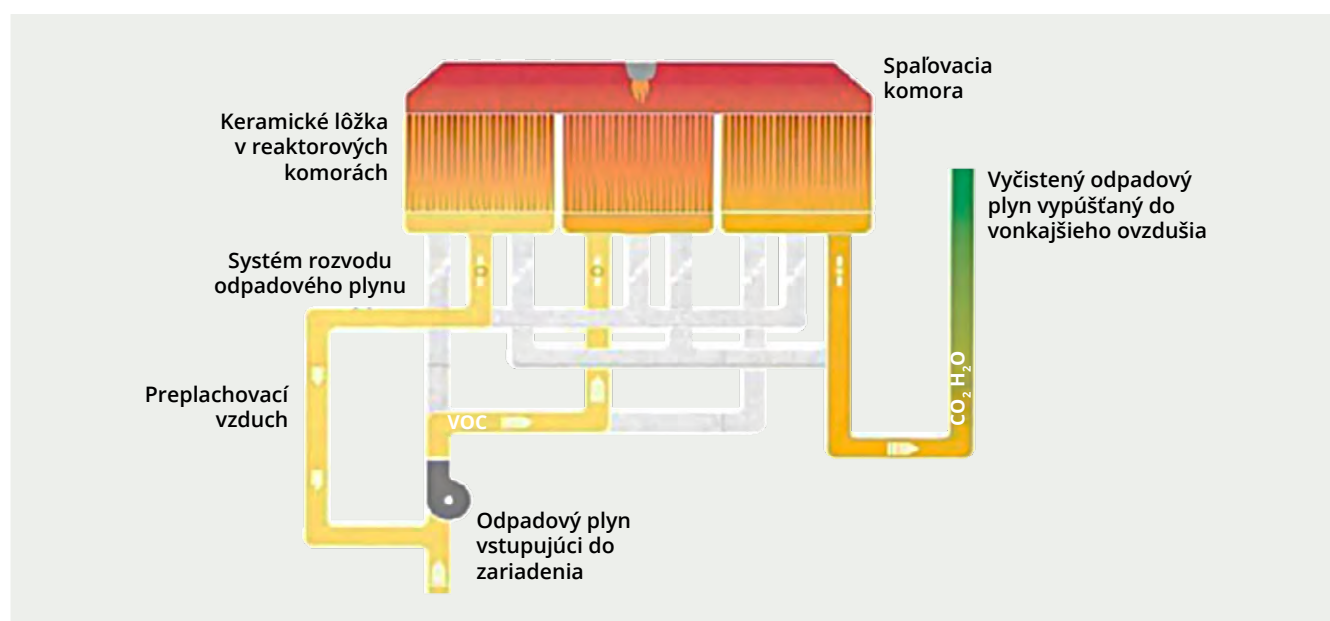 Spaľovacia
komora
Keramické lôžka
v reaktorových
komorách
Vyčistený odpadový
plyn vypúšťaný do
vonkajšieho ovzdušia
Systém rozvodu
odpadového plynu
Preplachovací
vzduch
VOC
CO₂ H₂O
Odpadový plyn
vstupujúci do
zariadenia